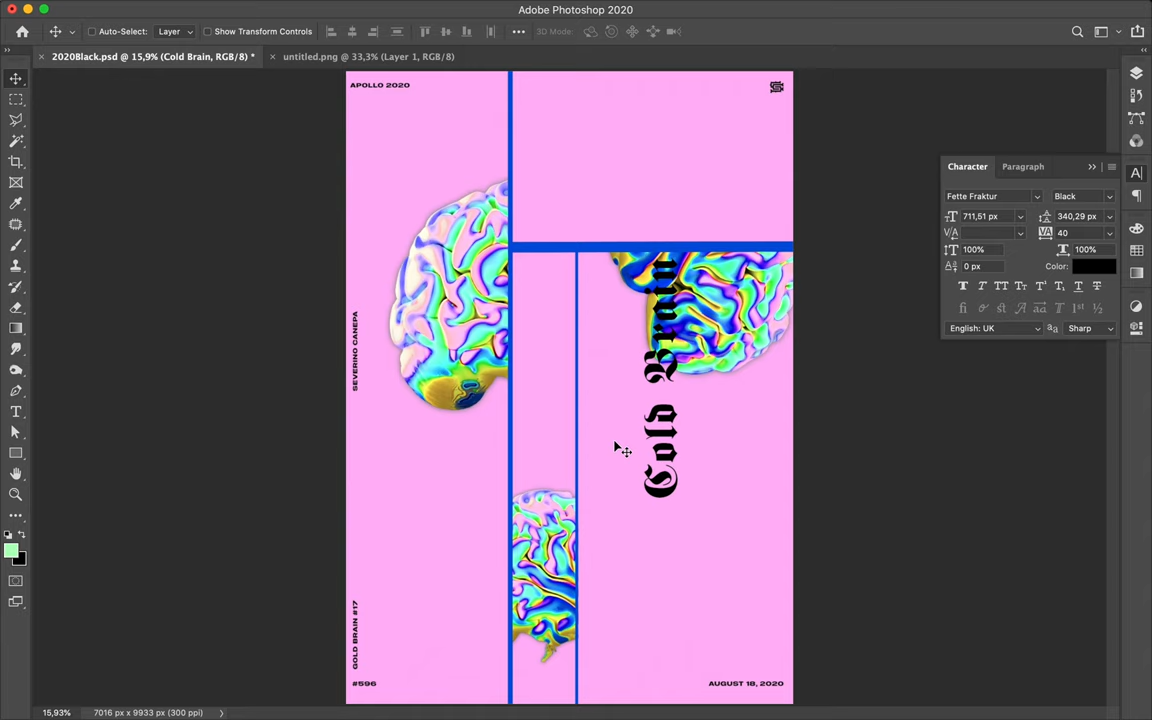 Adobe Photoshop 2020
Auto-Select: Layer Show Transform Controls 3D Mode:
2020Black.psd @ 15,9% (Cold Brain, RGB/8) *
untitled.png @ 33,3% (Layer 1, RGB/8)
APOLLO 2020
SEVERINO CANEPA
Cold Brain
GOLD BRAIN #17
#596
AUGUST 18, 2020
Character Paragraph
Fette Fraktur Black
711,51 px 340,29 px
40
100% 100%
0 px Color:
English: UK Sharp
15,93% 7016 px x 9933 px (300 ppi)